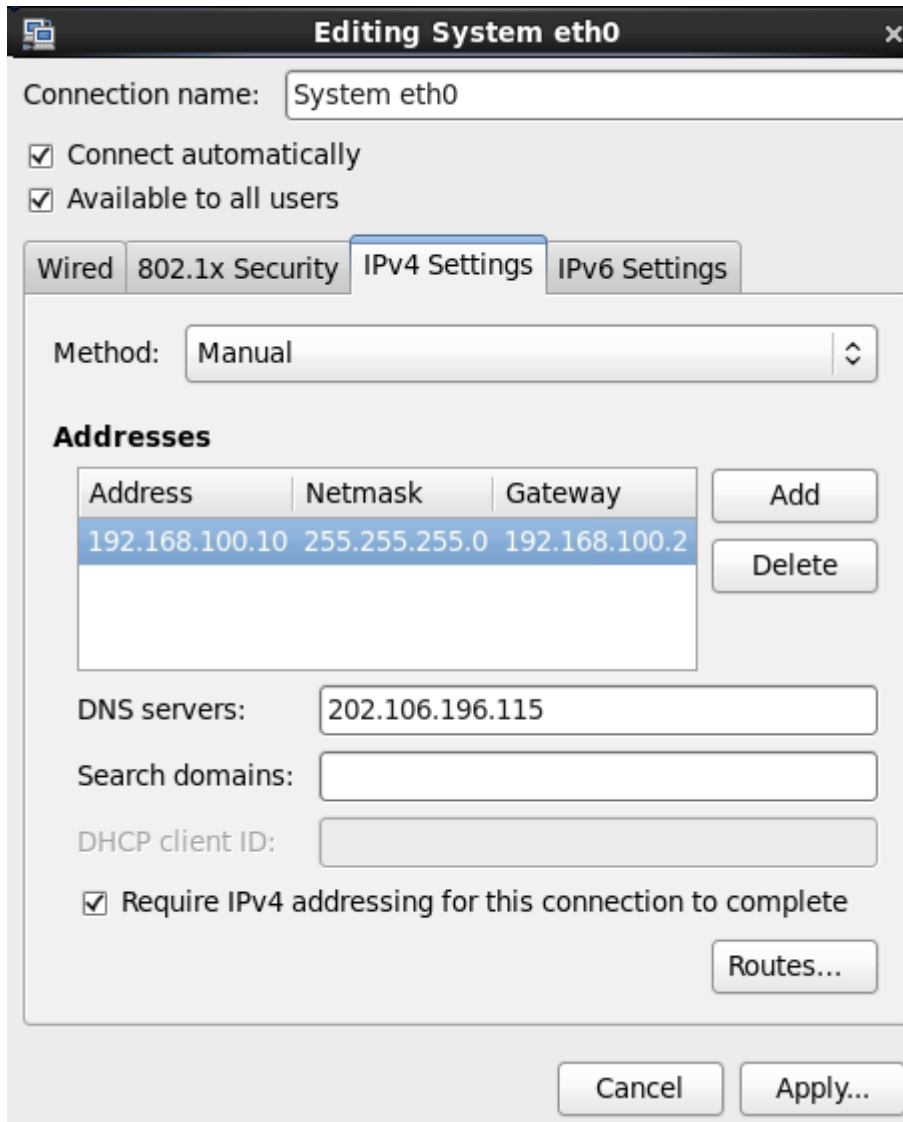 Editing System eth0
Connection name: System eth0
Connect automatically
Available to all users
Wired 802.1x Security IPv4 Settings IPv6 Settings
Method: Manual
Addresses
Address Netmask Gateway Add
192.168.100.10 255.255.255.0 192.168.100.2
Delete
DNS servers: 202.106.196.115
Search domains:
DHCP client ID:
Require IPv4 addressing for this connection to complete
Routes...
Cancel Apply...